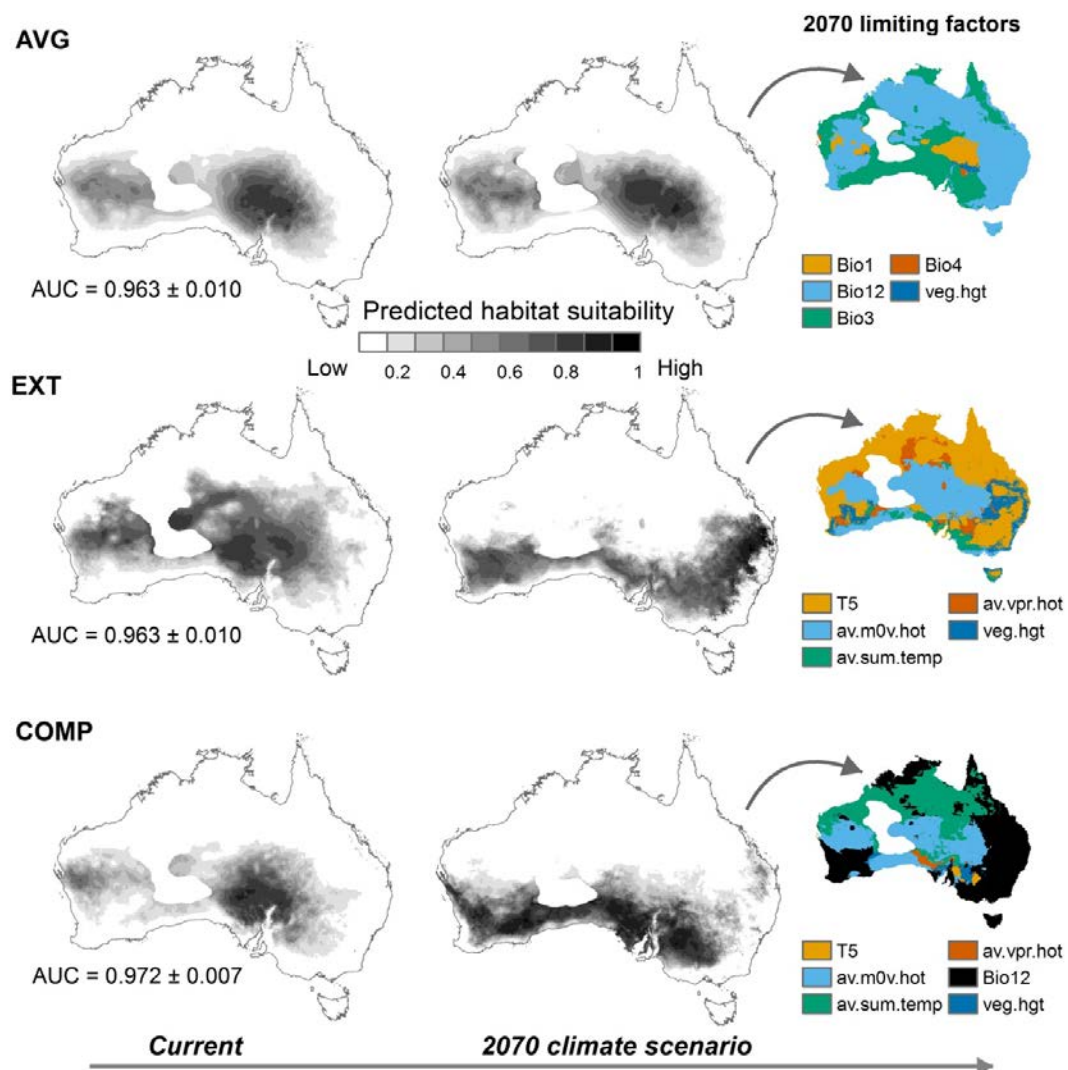 AVG
2070 limiting factors
AUC = 0.963 ± 0.010
Bio1
Bio4
Bio12
veg.hgt
Bio3
Predicted habitat suitability
Low
0.2
0.4
0.6
0.8
1
High
EXT
AUC = 0.963 ± 0.010
T5
av.vpr.hot
av.m0v.hot
veg.hgt
av.sum.temp
COMP
AUC = 0.972 ± 0.007
T5
av.vpr.hot
av.m0v.hot
Bio12
av.sum.temp
veg.hgt
Current
2070 climate scenario